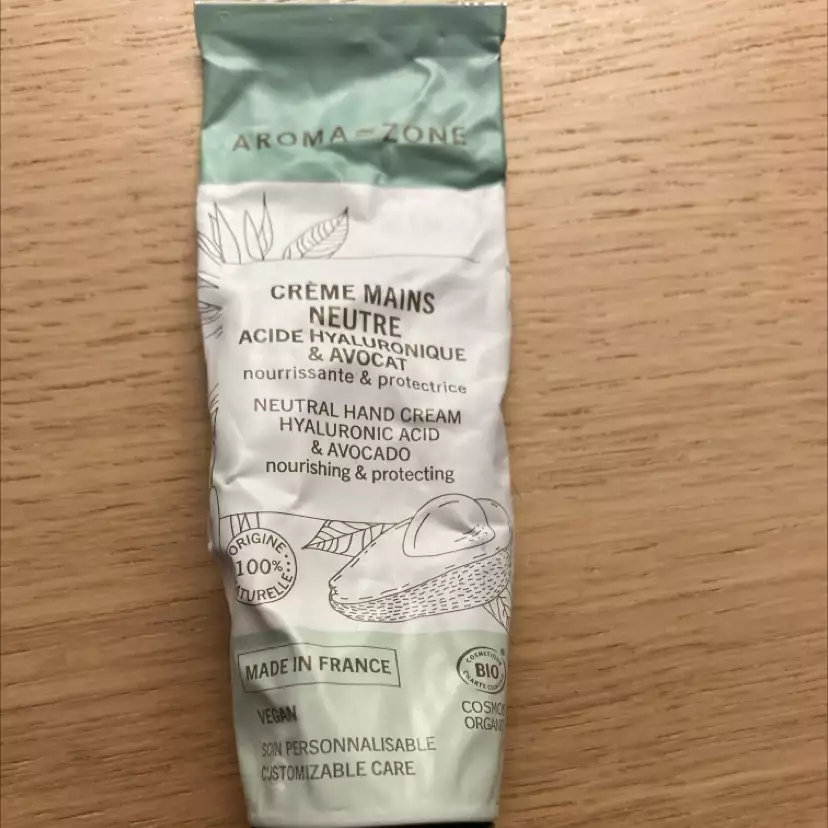 AROMA-ZONE
CRÈME MAINS
NEUTRE
ACIDE HYALURONIQUE
& AVOCAT
nourrissante & protectrice
NEUTRAL HAND CREAM
HYALURONIC ACID
& AVOCADO
nourishing & protecting
ORIGINE
100%
MADE IN FRANCE
BIO
VEGAN
SOIN PERSONNALISABLE
CUSTOMIZABLE CARE